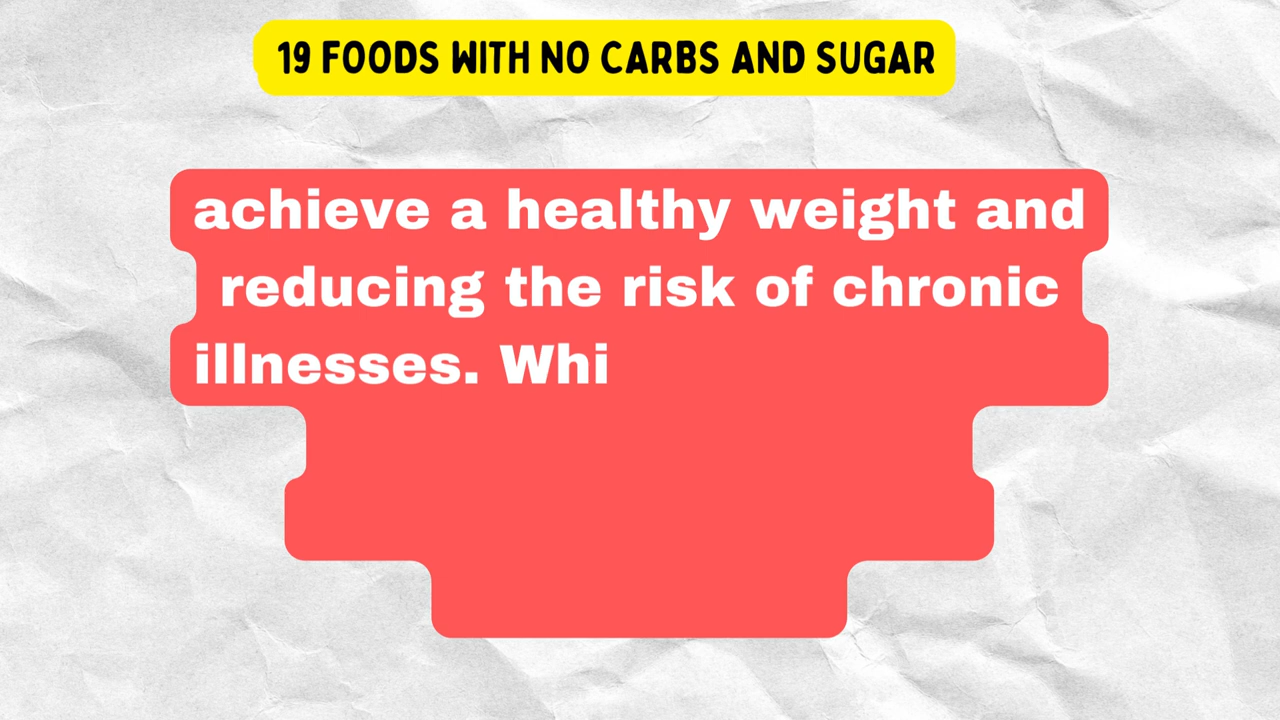 19 FOODS WITH NO CARBS AND SUGAR
achieve a healthy weight and
reducing the risk of chronic
illnesses. Whi